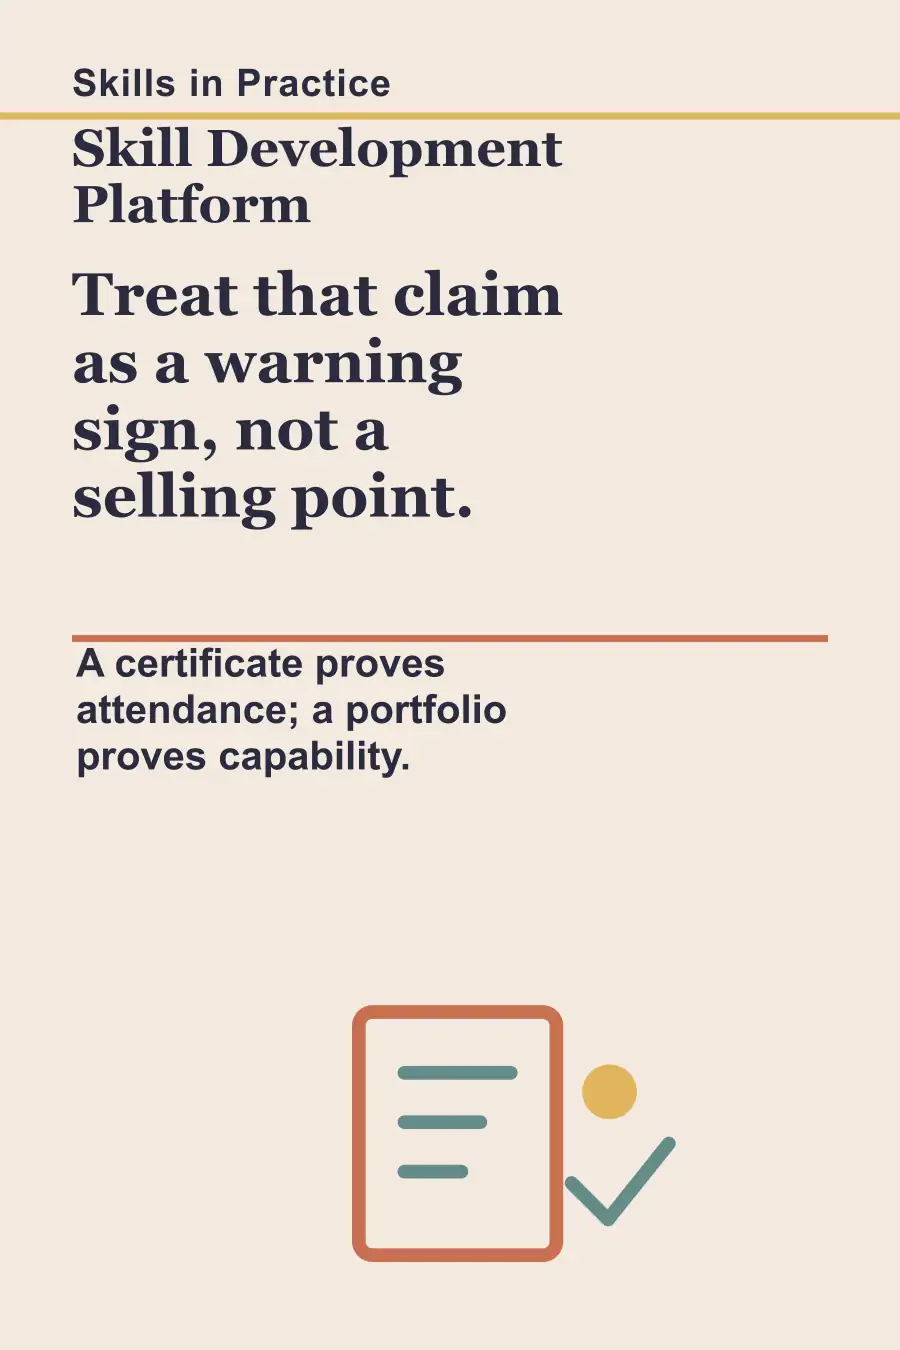 Skills in Practice
Skill Development
Platform
Treat that claim
as a warning
sign, not a
selling point.
A certificate proves
attendance; a portfolio
proves capability.